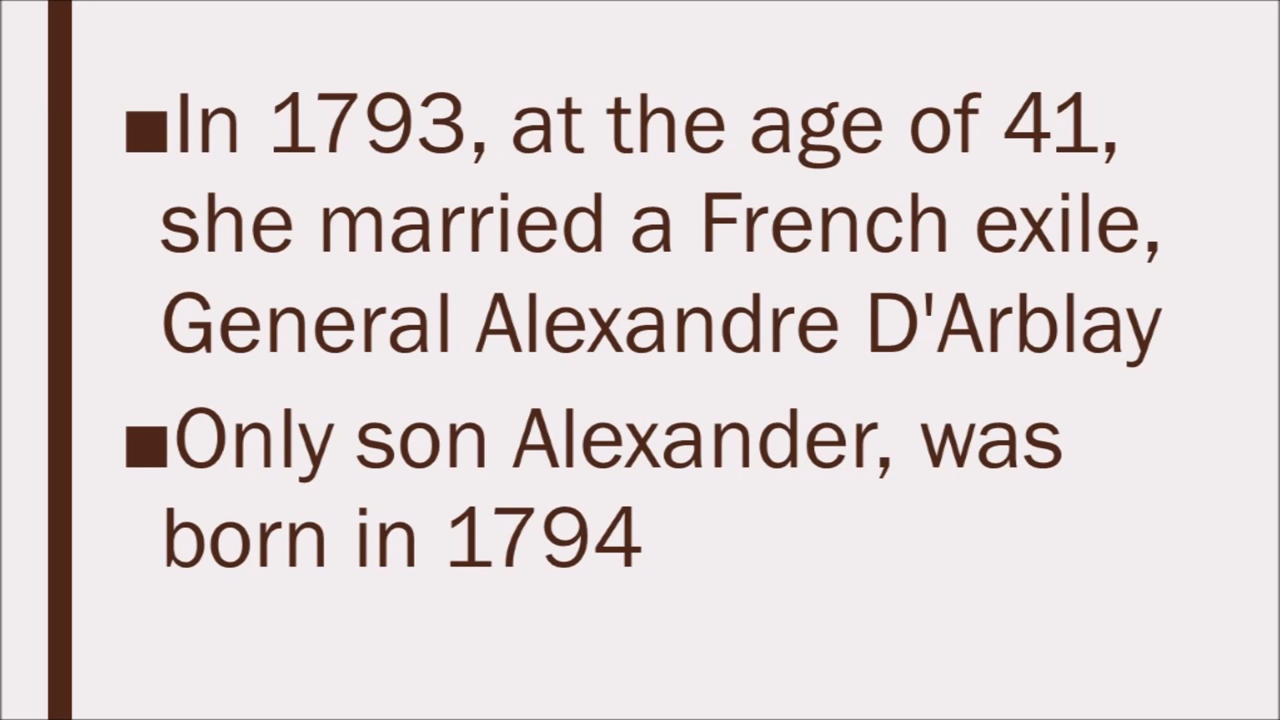 ■In 1793, at the age of 41,
she married a French exile,
General Alexandre D'Arblay
■Only son Alexander, was
born in 1794